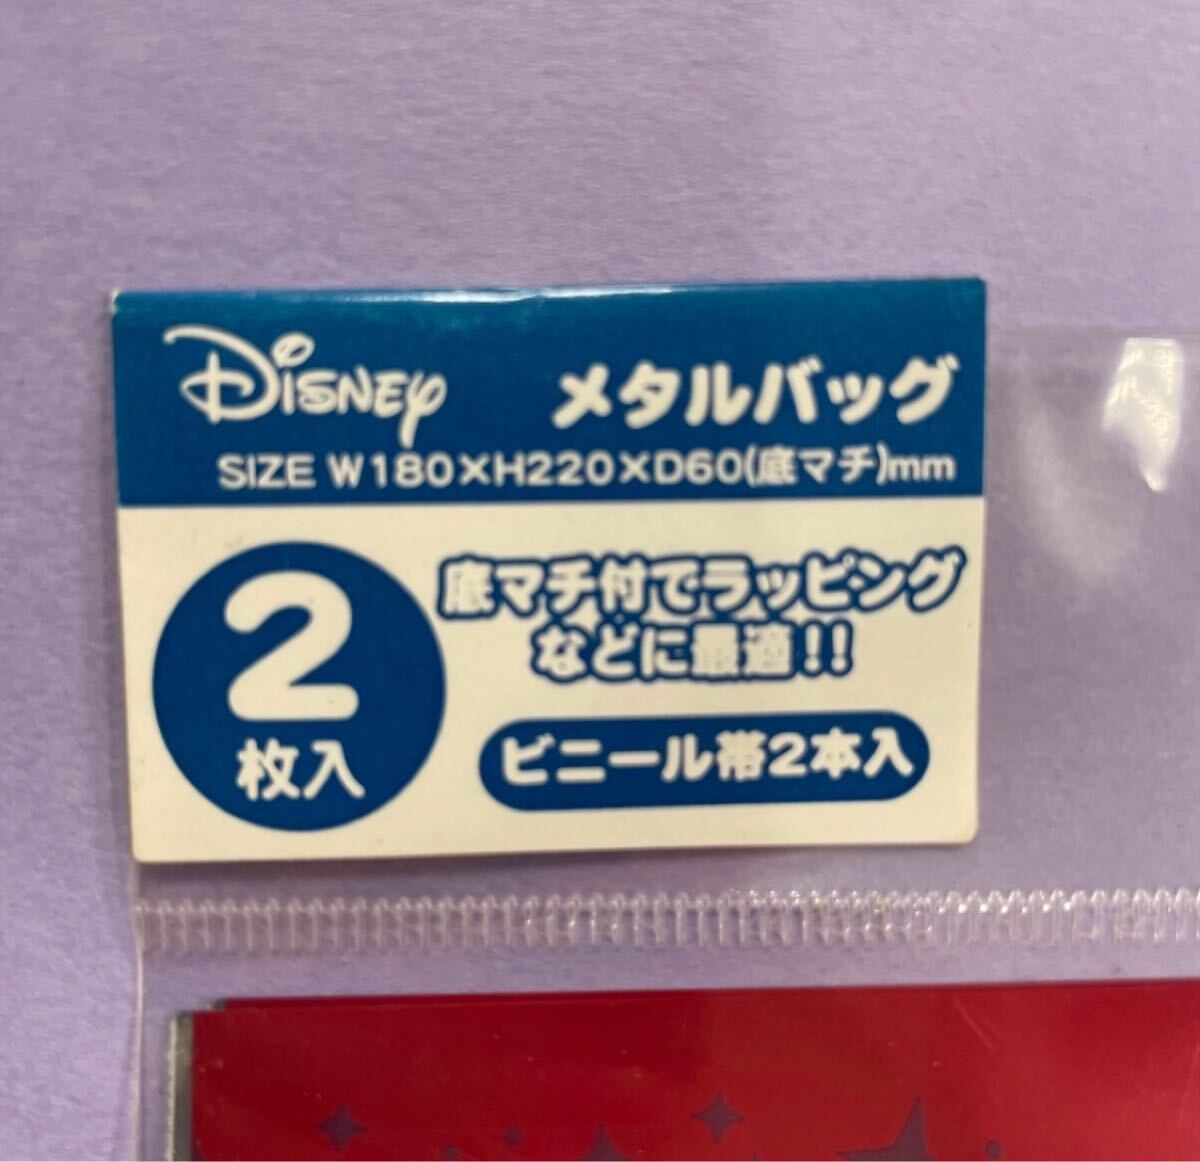 Disney メタルバッグ
SIZE W180×H220×D60(底マチ)mm
2
枚入
底マチ付でラッピング
などに最適!!
ビニール帯2本入